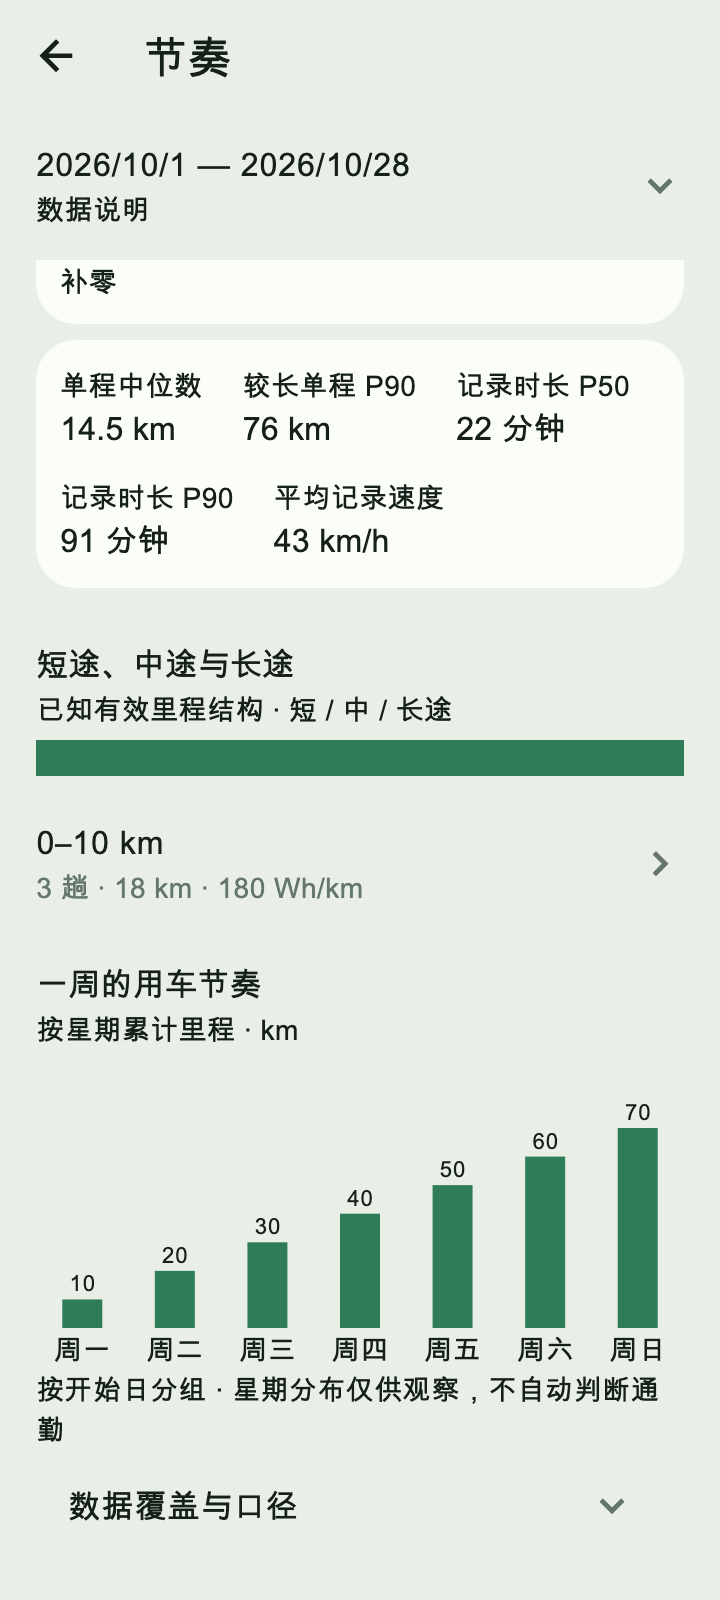 节奏
2026/10/1 — 2026/10/28
数据说明
补零
单程中位数 较长单程 P90 记录时长 P50
14.5 km 76 km 22 分钟
记录时长 P90 平均记录速度
91 分钟 43 km/h
短途、中途与长途
已知有效里程结构 · 短 / 中 / 长途
0–10 km
3 趟 · 18 km · 180 Wh/km
一周的用车节奏
按星期累计里程 · km
10 20 30 40 50 60 70
周一 周二 周三 周四 周五 周六 周日
按开始日分组 · 星期分布仅供观察，不自动判断通
勤
数据覆盖与口径